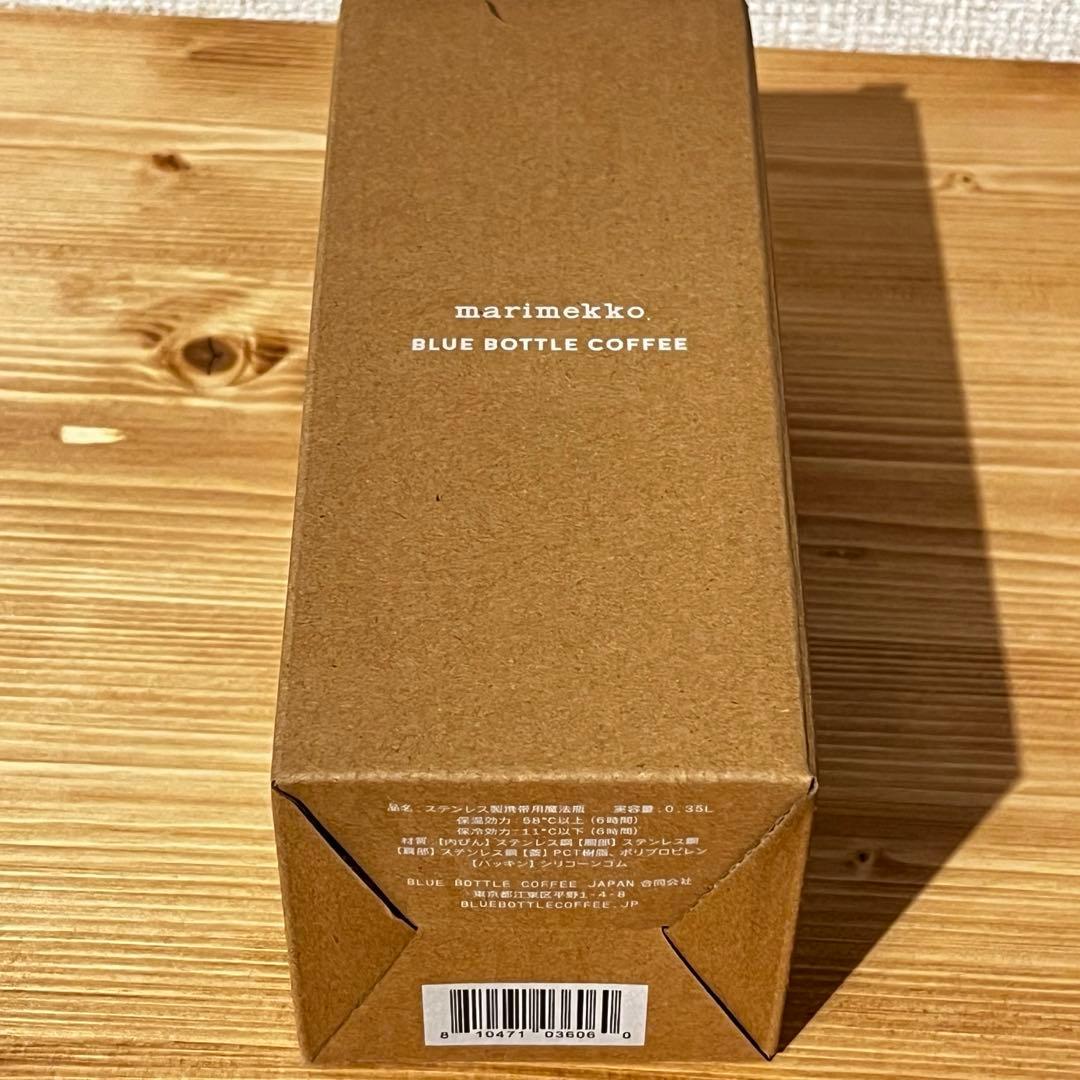 marimekko.
BLUE BOTTLE COFFEE
品名:ステンレス製携帯用魔法瓶 実容量:0.35L
保温効力:58℃以上(6時間)
保冷効力:11℃以下(6時間)
材質:【内びん】ステンレス鋼【胴部】ステンレス鋼
【肩部】ステンレス鋼【蓋】PCT樹脂、ポリプロピレン
【パッキン】シリコーンゴム
BLUE BOTTLE COFFEE JAPAN 合同会社
東京都江東区平野1-4-8
BLUEBOTTLECOFFEE.JP
8 10471 03606 0